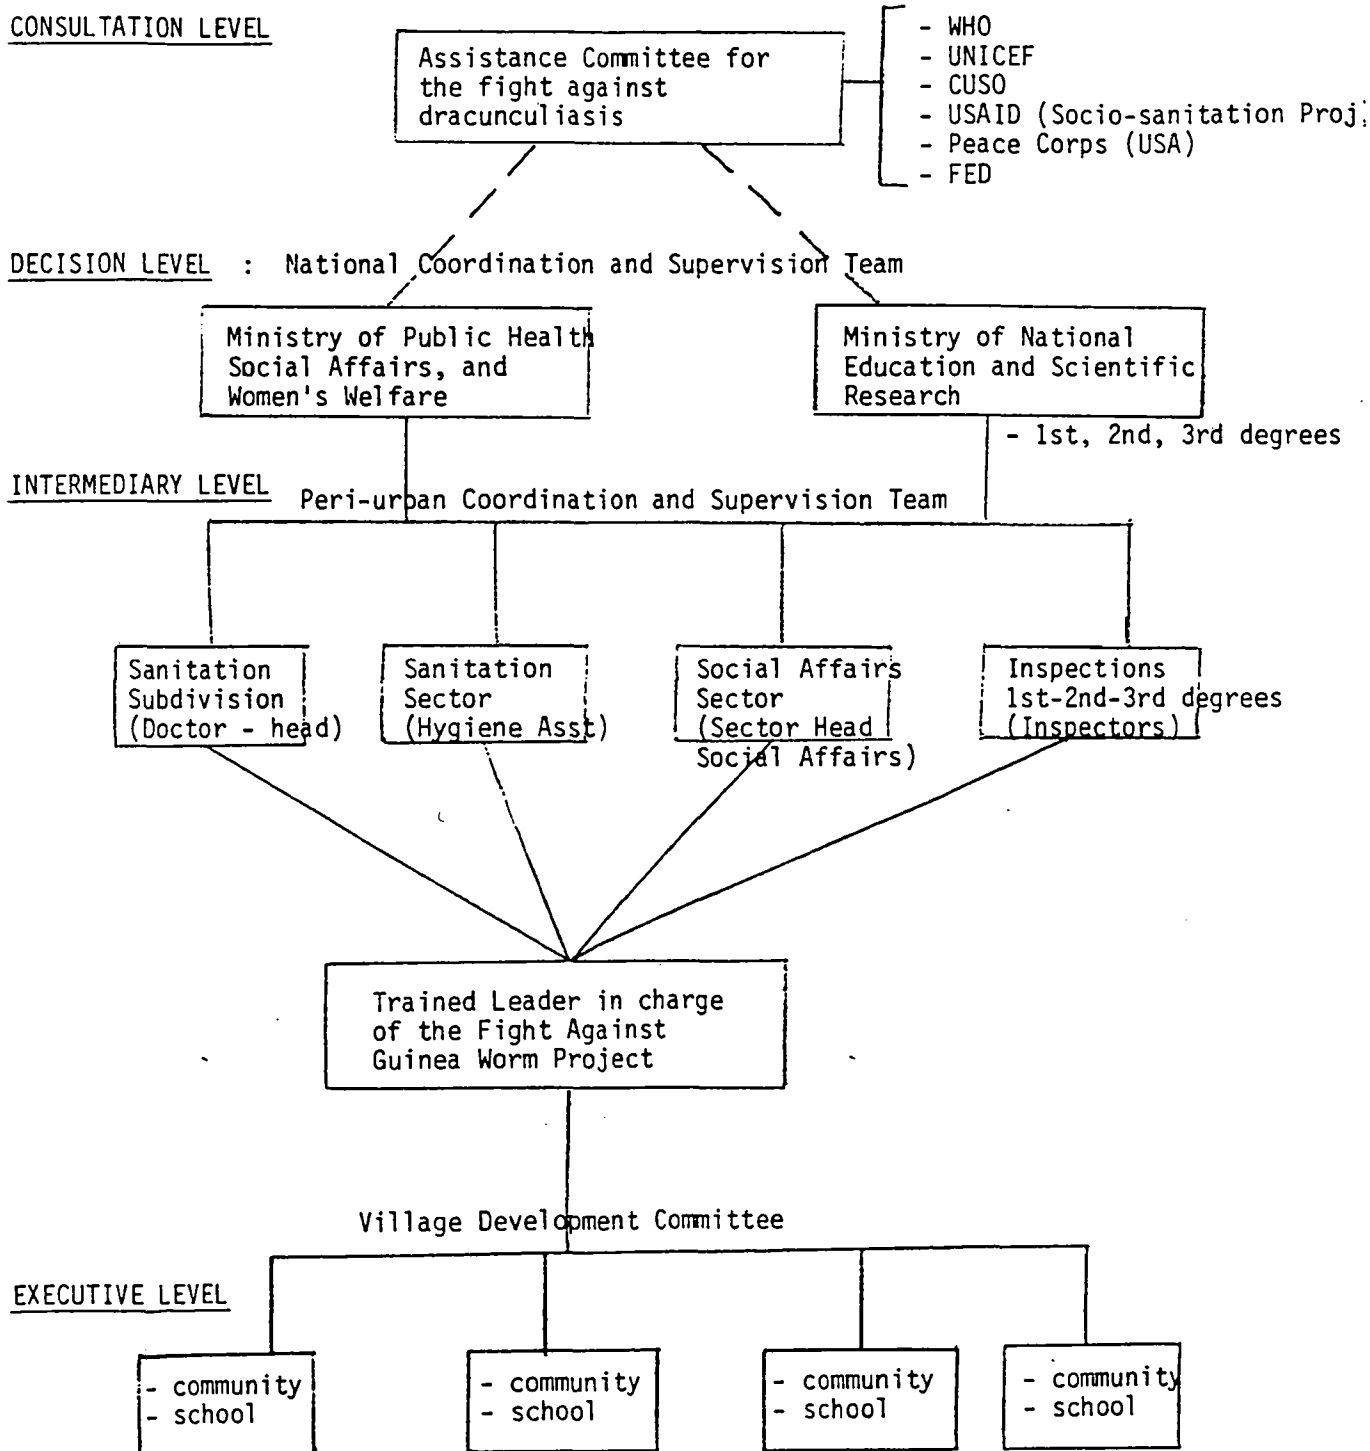 CONSULTATION LEVEL
Assistance Committee for
the fight against
dracunculiasis
- WHO
- UNICEF
- CUSO
- USAID (Socio-sanitation Proj.
- Peace Corps (USA)
- FED
DECISION LEVEL : National Coordination and Supervision Team
Ministry of Public Health
Social Affairs, and
Women's Welfare
Ministry of National
Education and Scientific
Research
- 1st, 2nd, 3rd degrees
INTERMEDIARY LEVEL Peri-urban Coordination and Supervision Team
Sanitation
Subdivision
(Doctor - head)
Sanitation
Sector
(Hygiene Asst)
Social Affairs
Sector
(Sector Head
Social Affairs)
Inspections
1st-2nd-3rd degrees
(Inspectors)
Trained Leader in charge
of the Fight Against
Guinea Worm Project
Village Development Committee
EXECUTIVE LEVEL
- community
- school
- community
- school
- community
- school
- community
- school